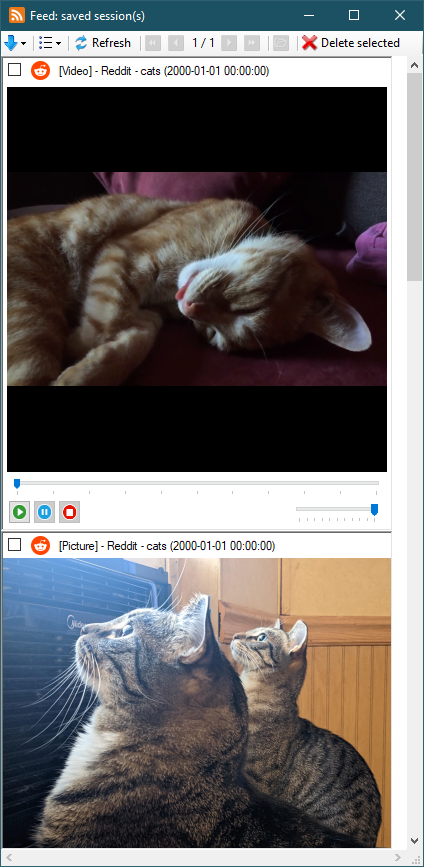 Feed: saved session(s)
Refresh 1 / 1 Delete selected
[Video] - Reddit - cats (2000-01-01 00:00:00)
[Picture] - Reddit - cats (2000-01-01 00:00:00)